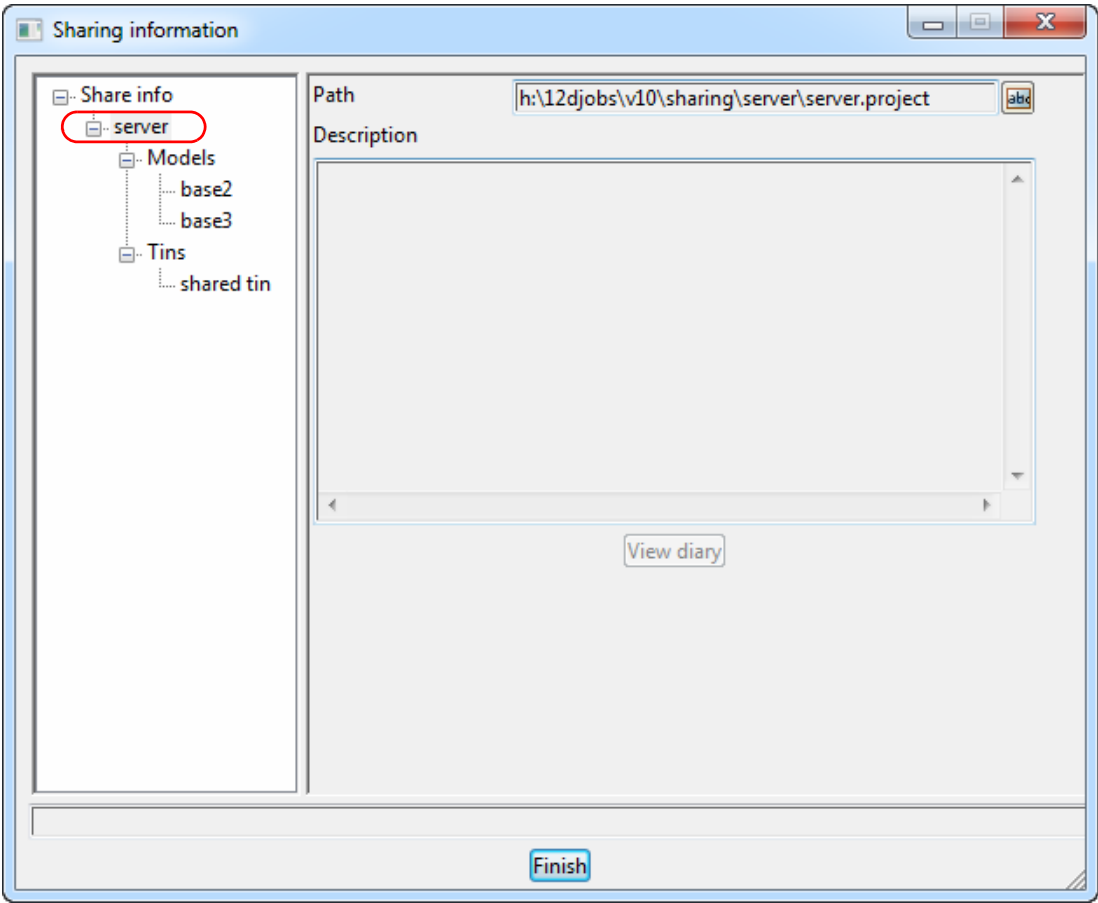 Sharing information
Share info
server
Models
base2
base3
Tins
shared tin
Path
h:\12djobs\v10\sharing\server\server.project
abc
Description
View diary
Finish